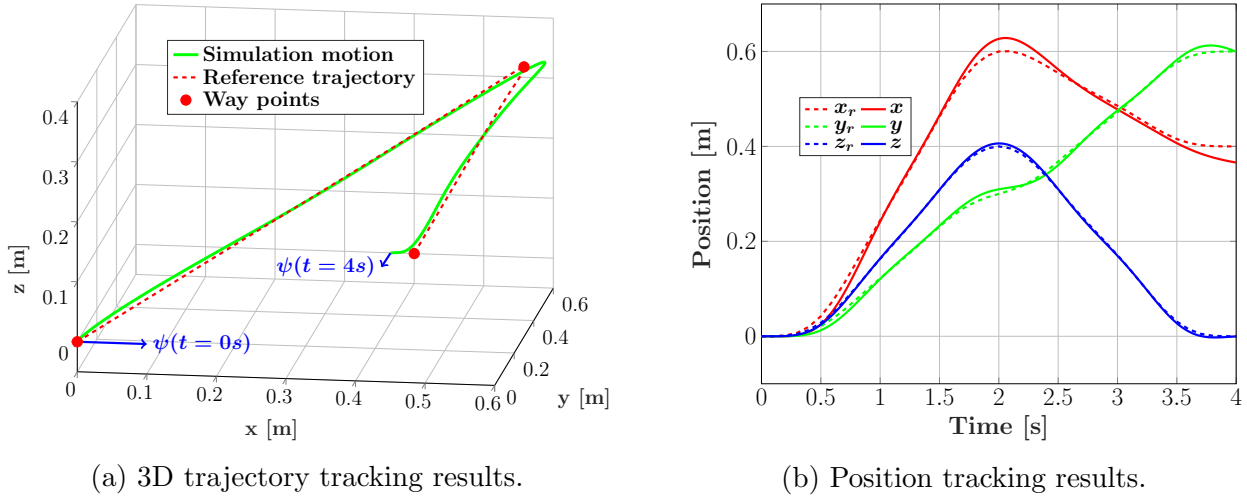 Simulation motion
Reference trajectory
Way points
0.4
0.3
0.2
0.1
0
z [m]
ψ(t = 4s)
ψ(t = 0s)
0
0.1
0.2
0.3
0.4
0.5
0.6
x [m]
0
0.2
0.4
0.6
y [m]
(a) 3D trajectory tracking results.
0.6
0.4
0.2
0
Position [m]
x_r x
y_r y
z_r z
0 0.5 1 1.5 2 2.5 3 3.5 4
Time [s]
(b) Position tracking results.